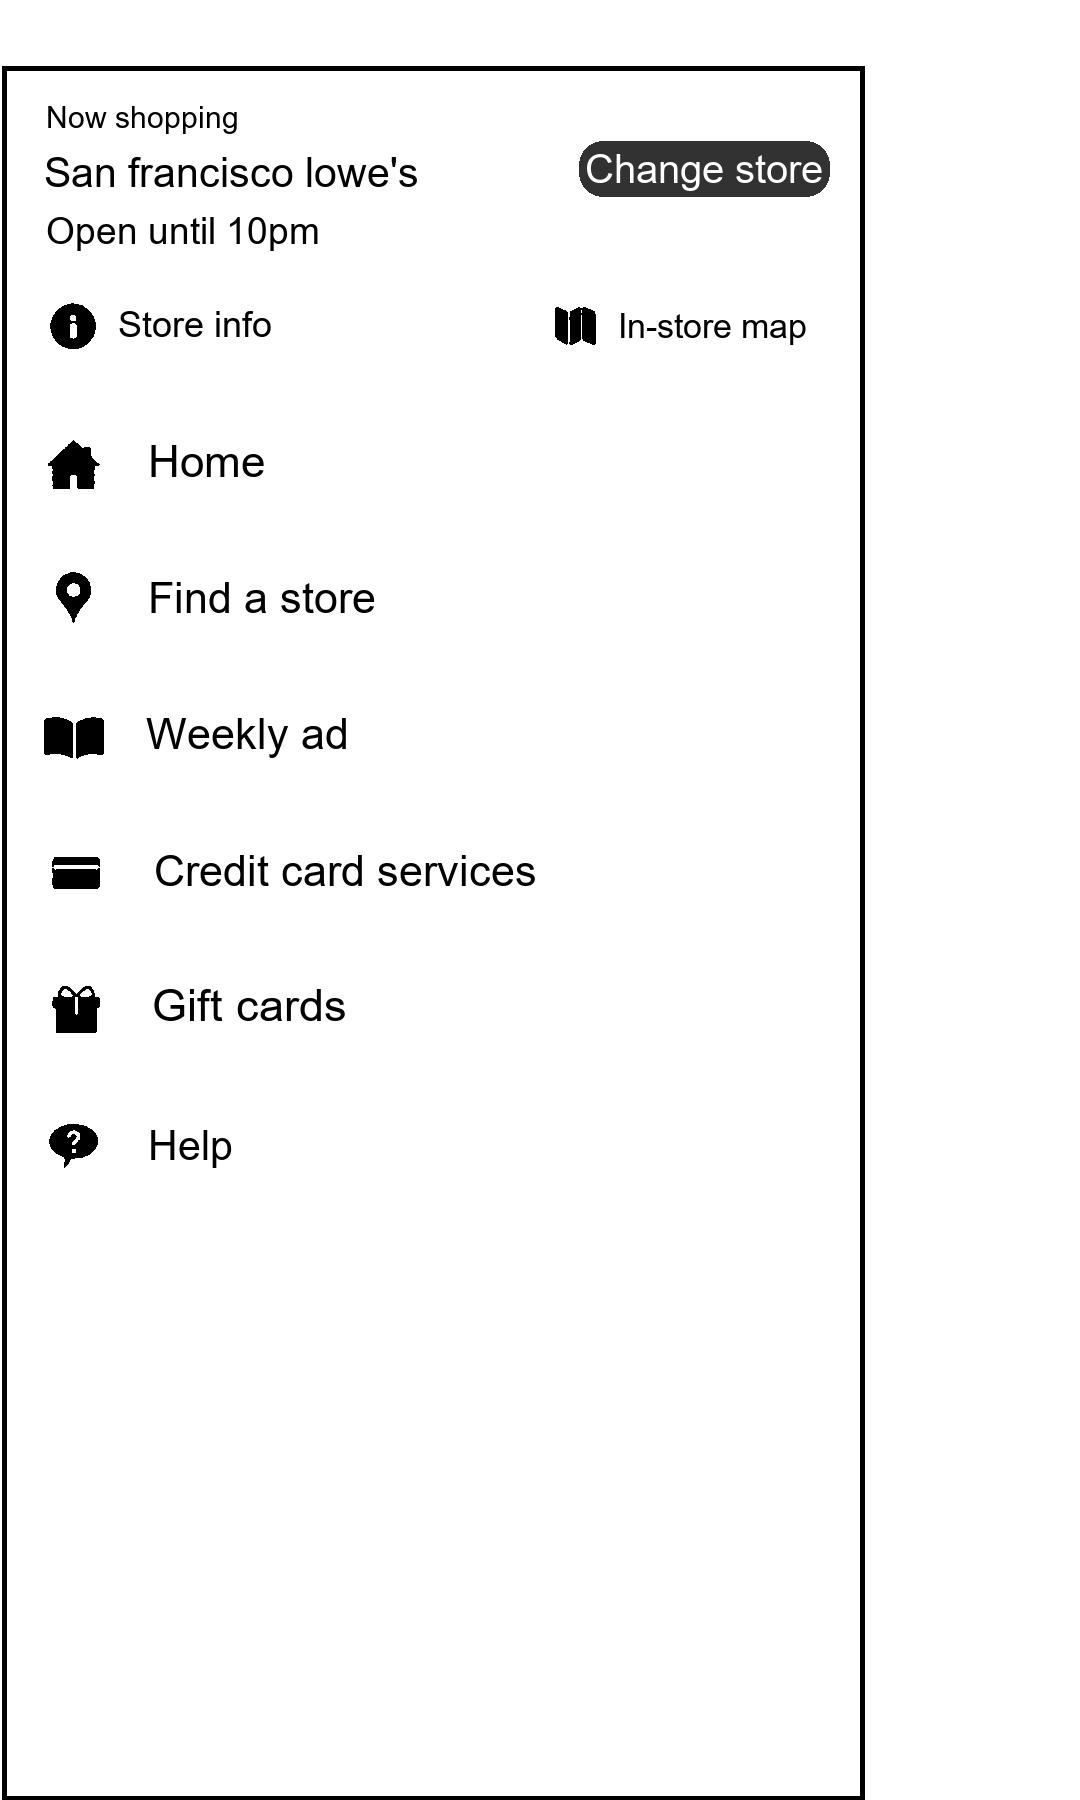 Now shopping
San francisco lowe's
Change store
Open until 10pm
Store info
In-store map
Home
Find a store
Weekly ad
Credit card services
Gift cards
Help